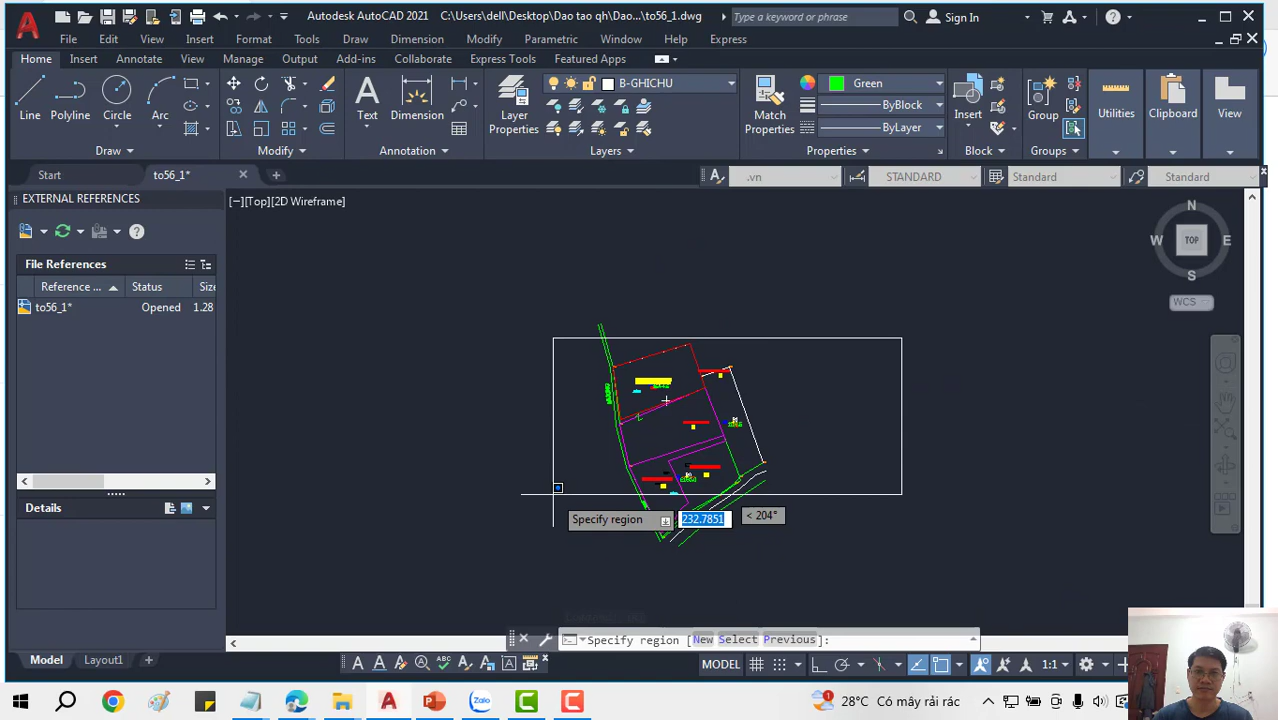 Autodesk AutoCAD 2021 C:\Users\dell\Desktop\Dao tao qh\Dao...\to56_1.dwg
Type a keyword or phrase
Sign In
File Edit View Insert Format Tools Draw Dimension Modify Parametric Window Help Express
Home Insert Annotate View Manage Output Add-ins Collaborate Express Tools Featured Apps
B-GHICHU
Green
ByBlock
ByLayer
Line Polyline Circle Arc
Text Dimension
Layer Properties
Match Properties
Insert
Group
Utilities
Clipboard
View
Draw Modify Annotation Layers Properties Block Groups
Start to56_1*
.vn STANDARD Standard Standard
EXTERNAL REFERENCES
[−][Top][2D Wireframe]
N
W TOP E
S
WCS
File References
Reference ... Status Size
to56_1* Opened 1.28
Details
Specify region 232.7851 < 204°
Specify region [New Select Previous]:
Model Layout1
MODEL 1:1
28°C Có mây rải rác